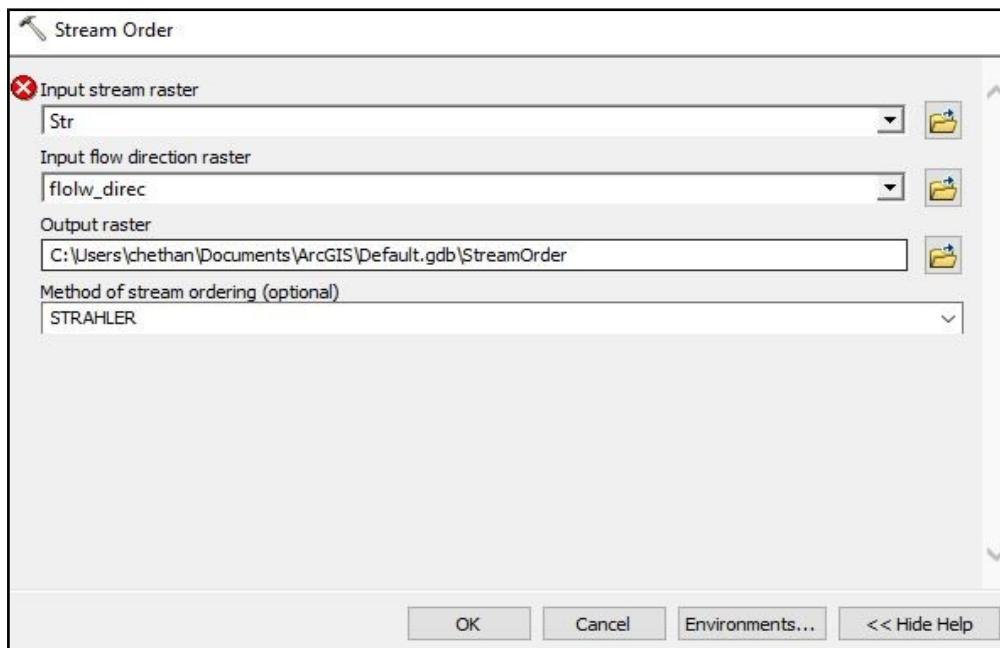 Stream Order
Input stream raster
Str
Input flow direction raster
flolw_direc
Output raster
C:\Users\chethan\Documents\ArcGIS\Default.gdb\StreamOrder
Method of stream ordering (optional)
STRAHLER
OK Cancel Environments... << Hide Help